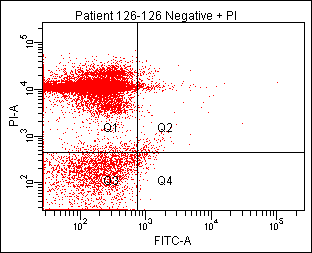 Patient 126-126 Negative + PI
PI-A
10^5
10^4
10^3
10^2
Q1
Q2
Q3
Q4
10^2
10^3
10^4
10^5
FITC-A